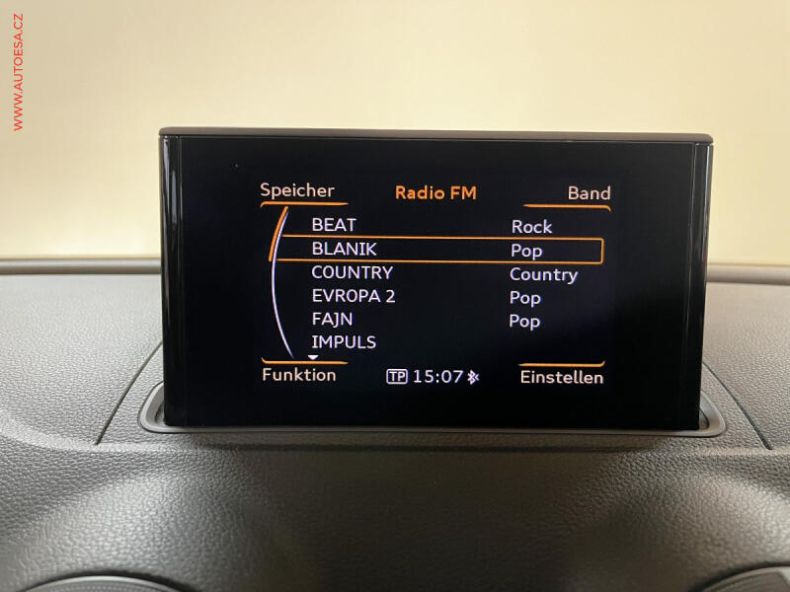 WWW.AUTOESA.CZ
Speicher Radio FM Band
BEAT Rock
BLANIK Pop
COUNTRY Country
EVROPA 2 Pop
FAJN Pop
IMPULS
Funktion TP 15:07 Einstellen